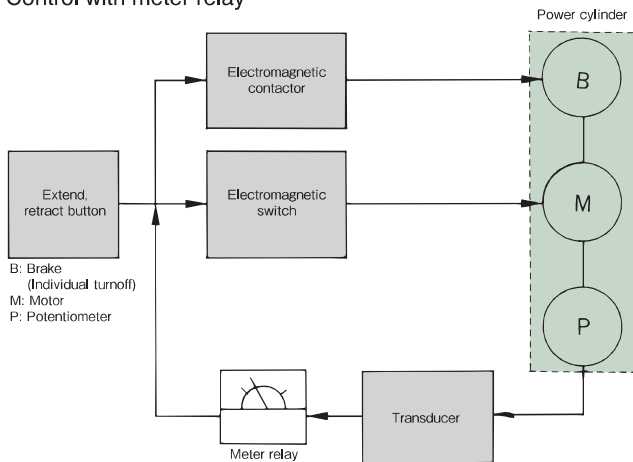 Control with meter relay
Power cylinder
Electromagnetic
contactor
B
Extend,
retract button
Electromagnetic
switch
M
B: Brake
(Individual turnoff)
M: Motor
P: Potentiometer
P
Transducer
Meter relay